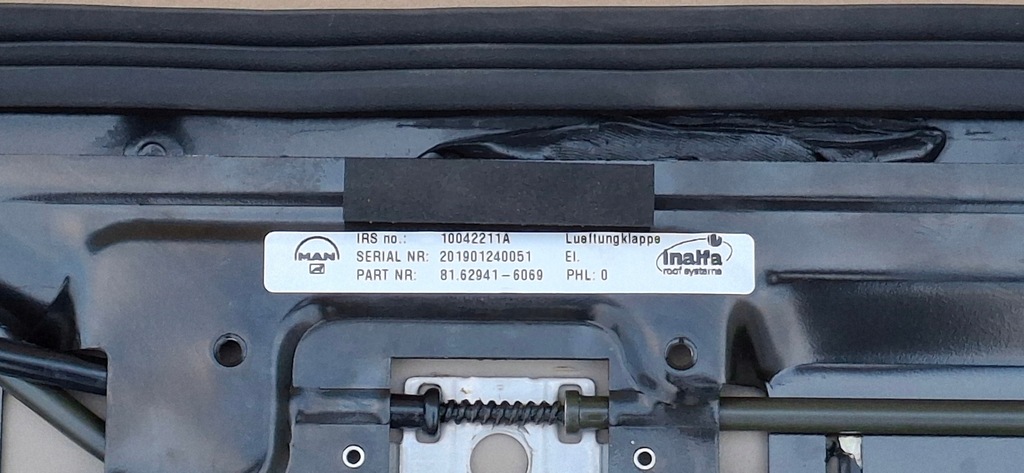 MAN
IRS no.: 10042211A Lueftungklappe
SERIAL NR: 201901240051 El.
PART NR: 81.62941-6069 PHL: 0
inalfa
roof systems